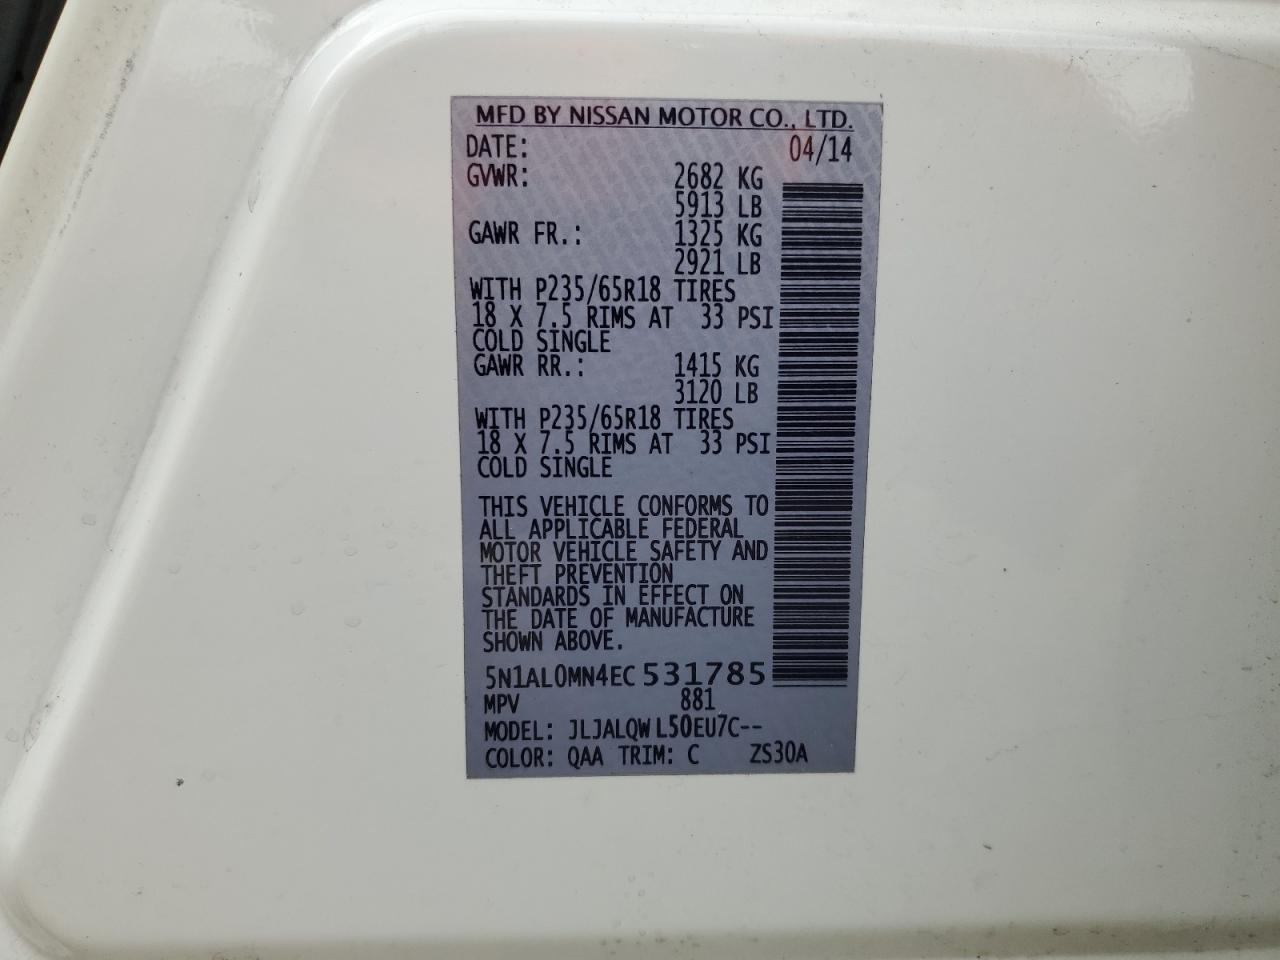 MFD BY NISSAN MOTOR CO., LTD.
DATE: 04/14
GVWR: 2682 KG
5913 LB
GAWR FR.: 1325 KG
2921 LB
WITH P235/65R18 TIRES
18 X 7.5 RIMS AT 33 PSI
COLD SINGLE
GAWR RR.: 1415 KG
3120 LB
WITH P235/65R18 TIRES
18 X 7.5 RIMS AT 33 PSI
COLD SINGLE
THIS VEHICLE CONFORMS TO
ALL APPLICABLE FEDERAL
MOTOR VEHICLE SAFETY AND
THEFT PREVENTION
STANDARDS IN EFFECT ON
THE DATE OF MANUFACTURE
SHOWN ABOVE.
5N1AL0MN4EC531785
MPV 881
MODEL: JLJALQWL50EU7C--
COLOR: QAA TRIM: C ZS30A